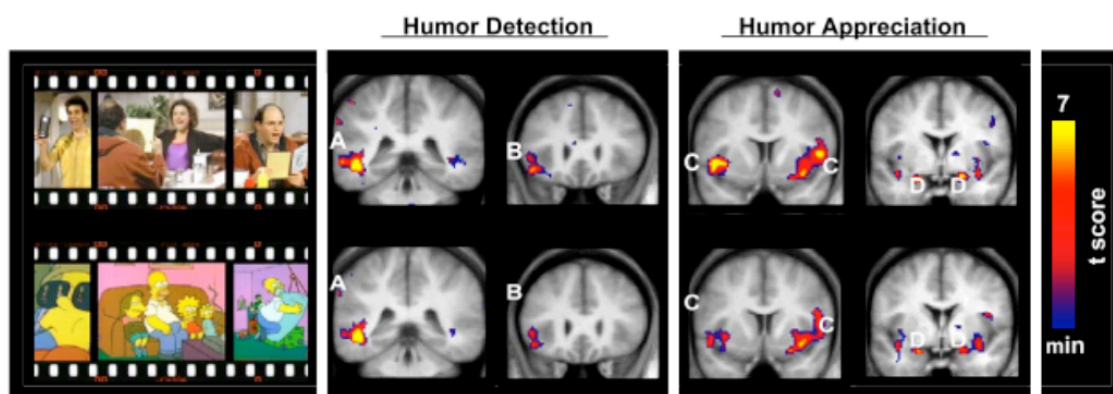 Humor Detection
Humor Appreciation
A
B
C
C
D
D
A
B
C
C
D
D
7
t score
min